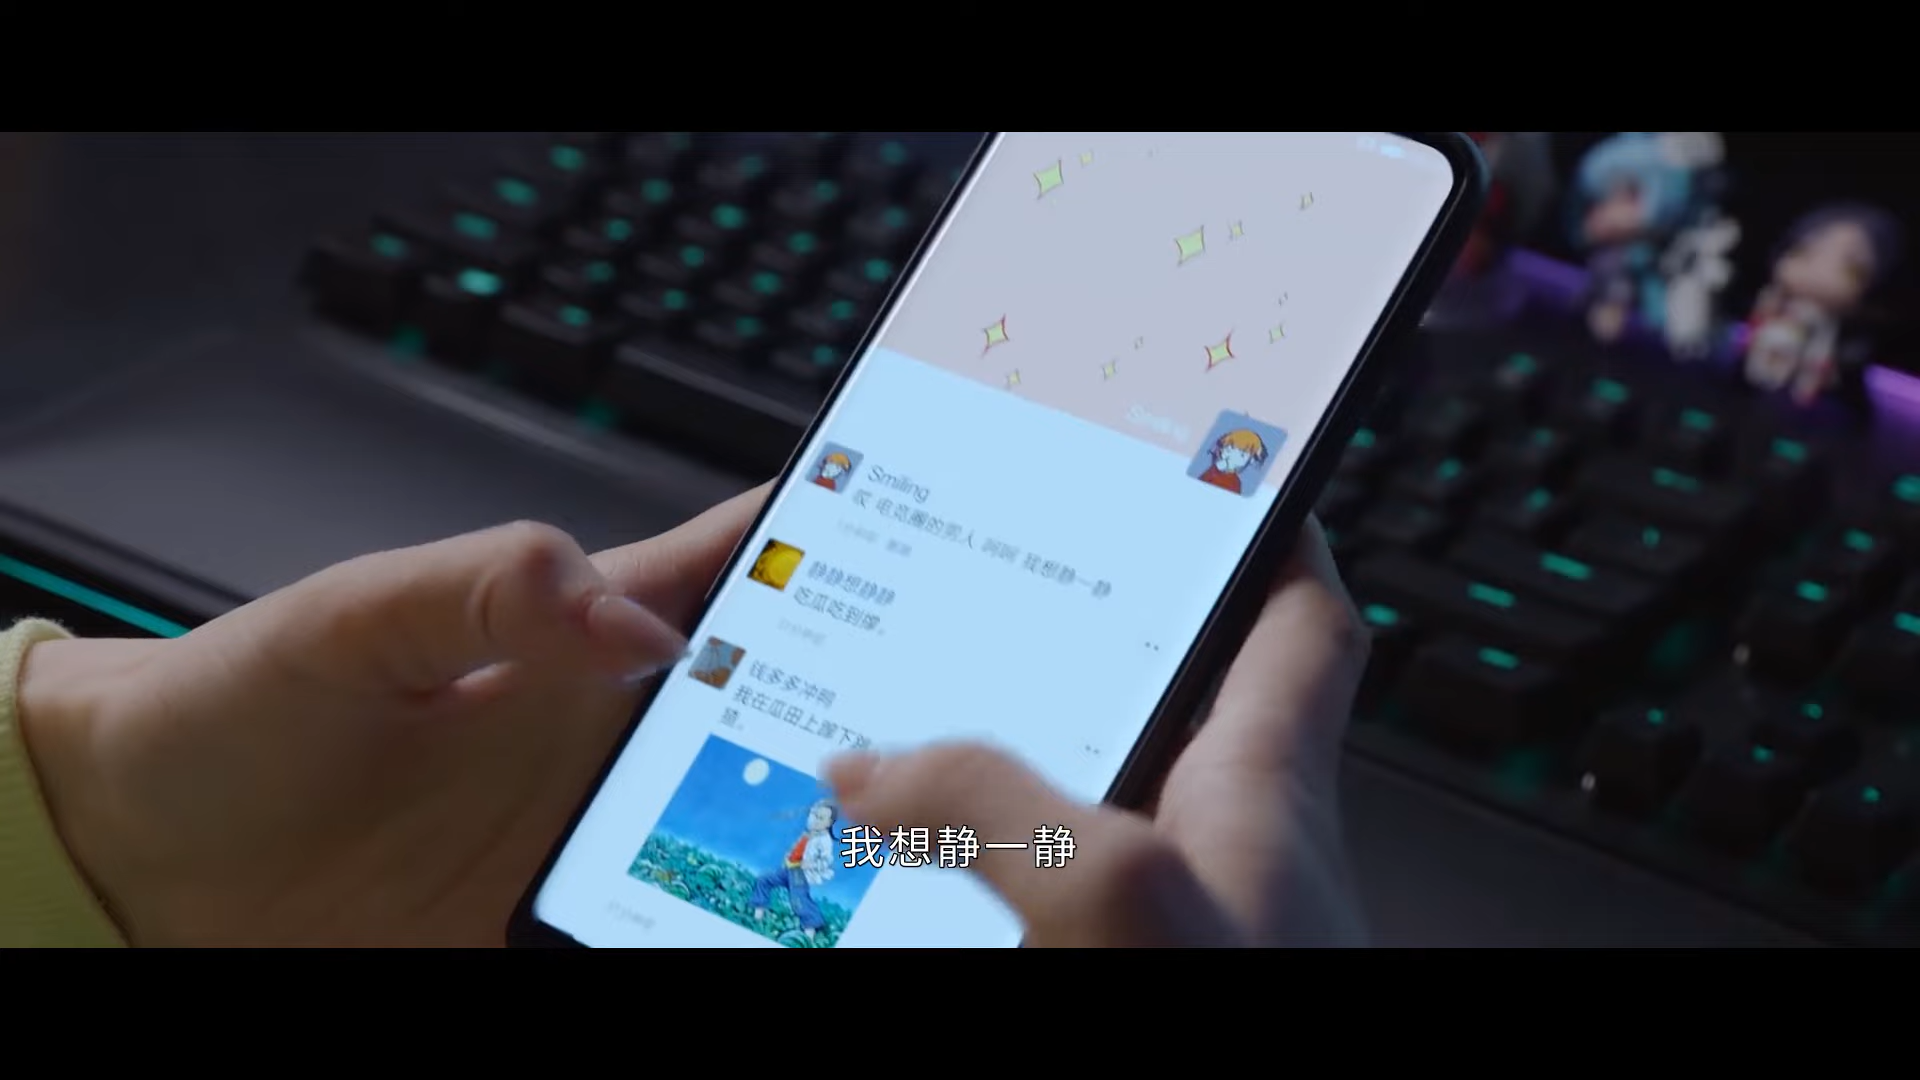 Smiling
哎 电竞圈的男人 呵呵 我想静一静
静静想静静
吃瓜吃到撑。
钱多多冲鸭
我在瓜田上蹿下跳
猹。
我想静一静